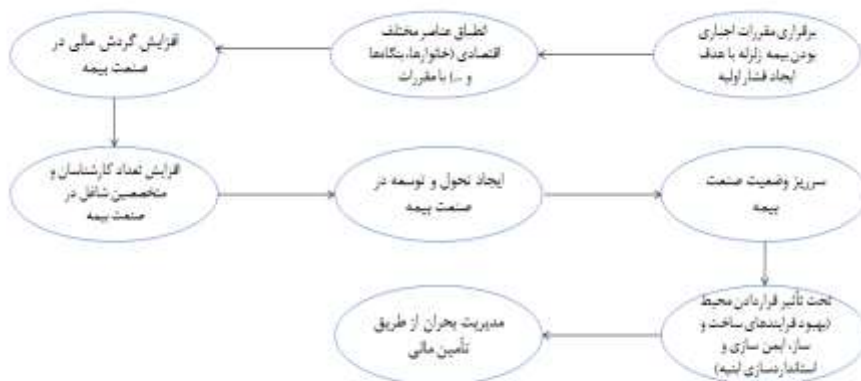 برقراری مقررات اجباری
بودن بیمه زلزله با هدف
ایجاد فشار اولیه
انطباق عناصر مختلف
اقتصادی (خانوارها، بنگاه‌ها
و ...) با مقررات
افزایش گردش مالی در
صنعت بیمه
افزایش تعداد کارشناسان و
متخصصین شاغل در
صنعت بیمه
ایجاد تحول و توسعه در
صنعت بیمه
سرریز وضعیت صنعت
بیمه
تحت تأثیر قراردادن محیط
(بهبود فرایندهای ساخت و
ساز، ایمن سازی و
استانداردسازی ابنیه)
مدیریت بحران از طریق
تأمین مالی